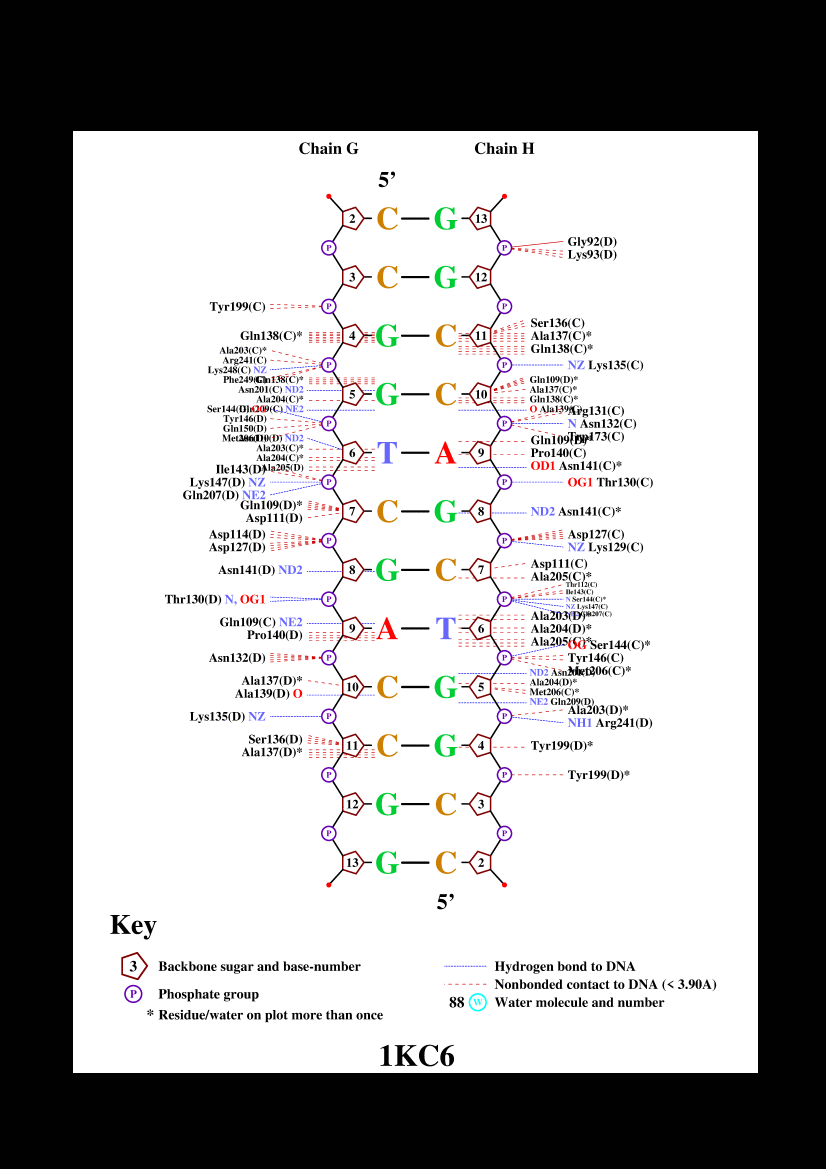 Chain G Chain H
5’
2 C G 13
P P Gly92(D)
Lys93(D)
3 C G 12
Tyr199(C) P P
Ser136(C)
Gln138(C)* 4 G C 11 Ala137(C)*
Gln138(C)*
Ala203(C)*
Arg241(C)
Lys248(C) NZ P P NZ Lys135(C)
Gln138(C)* Gln109(D)*
Asn201(C) ND2 5 G C 10 Ala137(C)*
Ala204(C)* Gln138(C)*
Gln209(C) NE2 O Ala139(C)
Ser144(D) Arg131(C)
Tyr146(D) P P N Asn132(C)
Gln150(D) Trp173(C)
Met206(D) ND2 Gln109(D)*
Ala203(C)* 6 T A 9 Pro140(C)
Ala204(C)* OD1 Asn141(C)*
Ala205(D)
Ile143(D)
Lys147(D) NZ P P OG1 Thr130(C)
Gln207(D) NE2
Gln109(D)* 7 C G 8 ND2 Asn141(C)*
Asp111(D)
Asp114(D) P P Asp127(C)
Asp127(D) NZ Lys129(C)
Asn141(D) ND2 8 G C 7 Asp111(C)
Ala205(C)*
Thr112(C)
Ile143(C)
Thr130(D) N, OG1 P P N Ser144(C)*
NZ Lys147(C)
Gln207(C)
Gln109(C) NE2 9 A T 6 Ala203(D)*
Pro140(D) Ala204(D)*
Ala205(C)*
OG Ser144(C)*
Asn132(D) P P Tyr146(C)
Met206(C)*
ND2
Ala137(D)* 10 C G 5 Ala204(D)*
Ala139(D) O Met206(C)*
NE2 Gln209(D)
Ala203(D)*
Lys135(D) NZ P P NH1 Arg241(D)
Ser136(D) 11 C G 4 Tyr199(D)*
Ala137(D)*
P P Tyr199(D)*
12 G C 3
P P
13 G C 2
5’
Key
3 Backbone sugar and base-number
P Phosphate group
* Residue/water on plot more than once
Hydrogen bond to DNA
Nonbonded contact to DNA (< 3.90A)
88 W Water molecule and number
1KC6